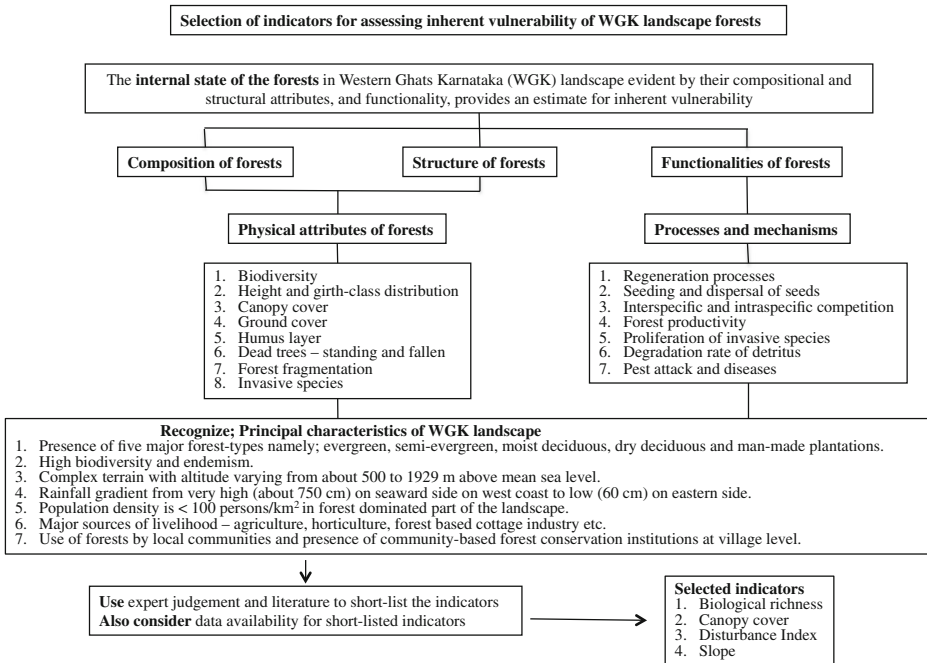 Selection of indicators for assessing inherent vulnerability of WGK landscape forests
The internal state of the forests in Western Ghats Karnataka (WGK) landscape evident by their compositional and
structural attributes, and functionality, provides an estimate for inherent vulnerability
Composition of forests
Structure of forests
Functionalities of forests
Physical attributes of forests
Processes and mechanisms
1. Biodiversity
2. Height and girth-class distribution
3. Canopy cover
4. Ground cover
5. Humus layer
6. Dead trees – standing and fallen
7. Forest fragmentation
8. Invasive species
1. Regeneration processes
2. Seeding and dispersal of seeds
3. Interspecific and intraspecific competition
4. Forest productivity
5. Proliferation of invasive species
6. Degradation rate of detritus
7. Pest attack and diseases
Recognize; Principal characteristics of WGK landscape
1. Presence of five major forest-types namely; evergreen, semi-evergreen, moist deciduous, dry deciduous and man-made plantations.
2. High biodiversity and endemism.
3. Complex terrain with altitude varying from about 500 to 1929 m above mean sea level.
4. Rainfall gradient from very high (about 750 cm) on seaward side on west coast to low (60 cm) on eastern side.
5. Population density is < 100 persons/km² in forest dominated part of the landscape.
6. Major sources of livelihood – agriculture, horticulture, forest based cottage industry etc.
7. Use of forests by local communities and presence of community-based forest conservation institutions at village level.
Use expert judgement and literature to short-list the indicators
Also consider data availability for short-listed indicators
Selected indicators
1. Biological richness
2. Canopy cover
3. Disturbance Index
4. Slope